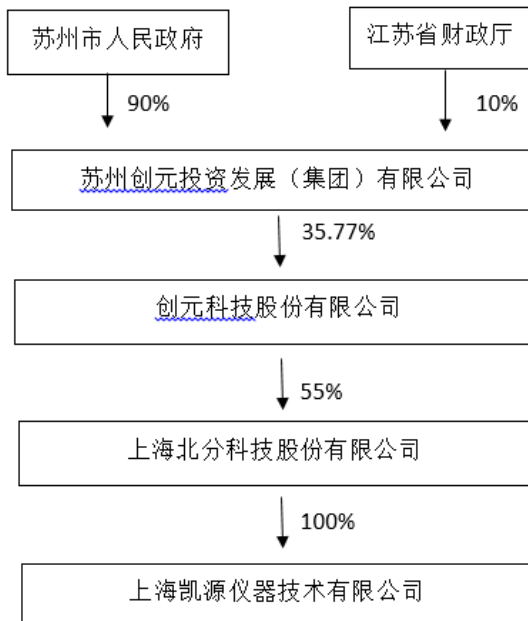 苏州市人民政府
江苏省财政厅
90%
10%
苏州创元投资发展（集团）有限公司
35.77%
创元科技股份有限公司
55%
上海北分科技股份有限公司
100%
上海凯源仪器技术有限公司